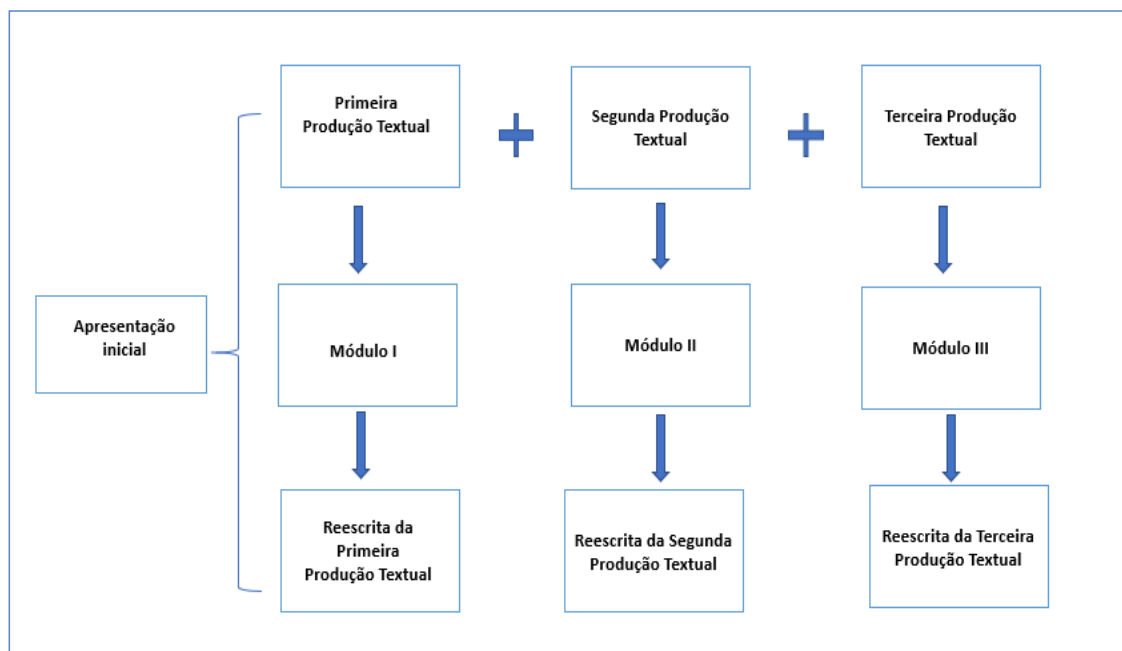 Primeira
Produção Textual
Segunda Produção
Textual
Terceira Produção
Textual
Apresentação
inicial
Módulo I
Módulo II
Módulo III
Reescrita da
Primeira
Produção Textual
Reescrita da Segunda
Produção Textual
Reescrita da Terceira
Produção Textual